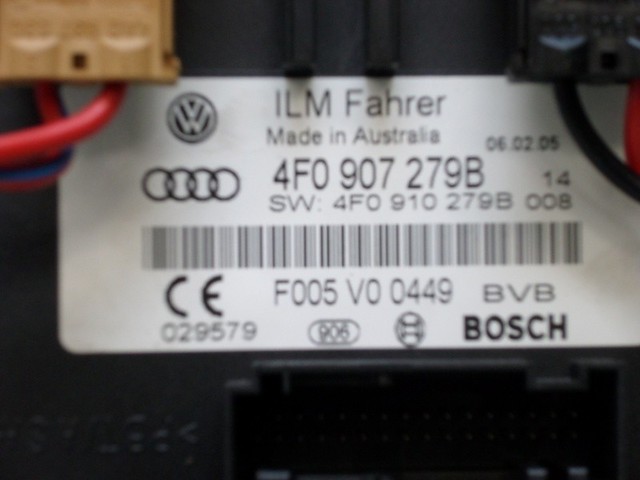 ILM Fahrer
Made in Australia 06.02.05
4F0 907 279B 14
SW: 4F0 910 279B 008
CE F005 V0 0449 BVB
029579 906 BOSCH